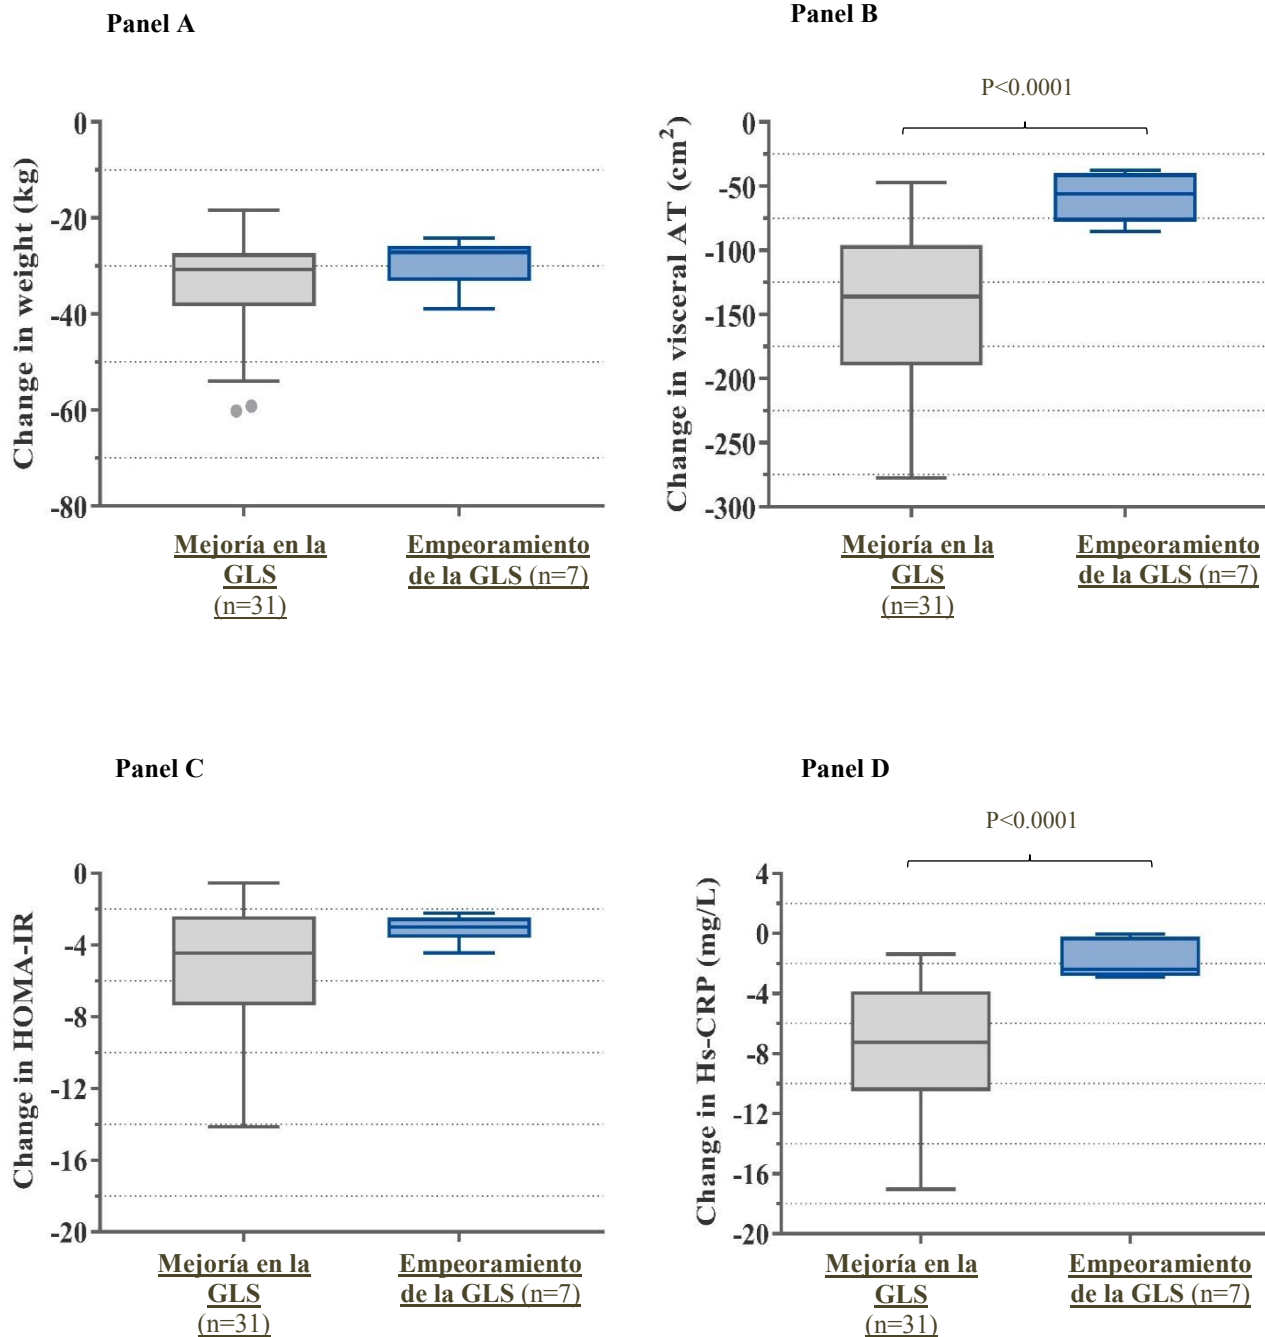 Panel A
0
-20
-40
-60
-80
Change in weight (kg)
Mejoría en la
GLS
(n=31)
Empeoramiento
de la GLS (n=7)
Panel B
P<0.0001
0
-50
-100
-150
-200
-250
-300
Change in visceral AT (cm²)
Mejoría en la
GLS
(n=31)
Empeoramiento
de la GLS (n=7)
Panel C
0
-4
-8
-12
-16
-20
Change in HOMA-IR
Mejoría en la
GLS
(n=31)
Empeoramiento
de la GLS (n=7)
Panel D
P<0.0001
4
0
-4
-8
-12
-16
-20
Change in Hs-CRP (mg/L)
Mejoría en la
GLS
(n=31)
Empeoramiento
de la GLS (n=7)